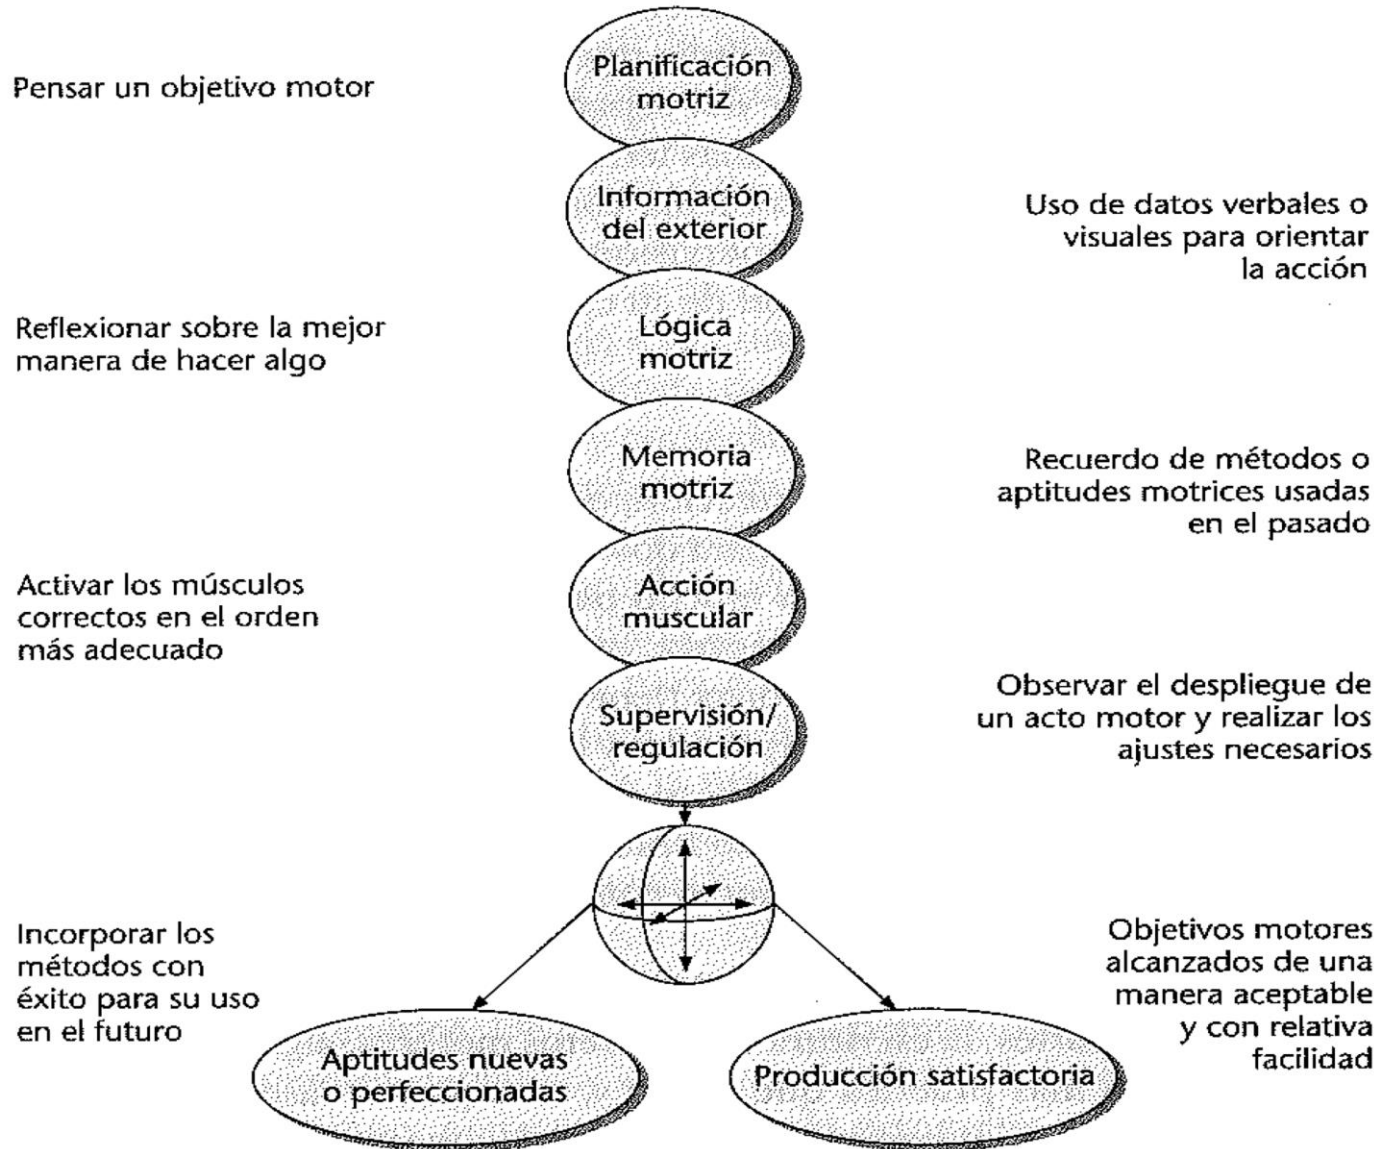 Planificación
motriz
Pensar un objetivo motor
Información
del exterior
Uso de datos verbales o
visuales para orientar
la acción
Lógica
motriz
Reflexionar sobre la mejor
manera de hacer algo
Memoria
motriz
Recuerdo de métodos o
aptitudes motrices usadas
en el pasado
Acción
muscular
Activar los músculos
correctos en el orden
más adecuado
Supervisión/
regulación
Observar el despliegue de
un acto motor y realizar los
ajustes necesarios
Incorporar los
métodos con
éxito para su uso
en el futuro
Aptitudes nuevas
o perfeccionadas
Objetivos motores
alcanzados de una
manera aceptable
y con relativa
facilidad
Producción satisfactoria